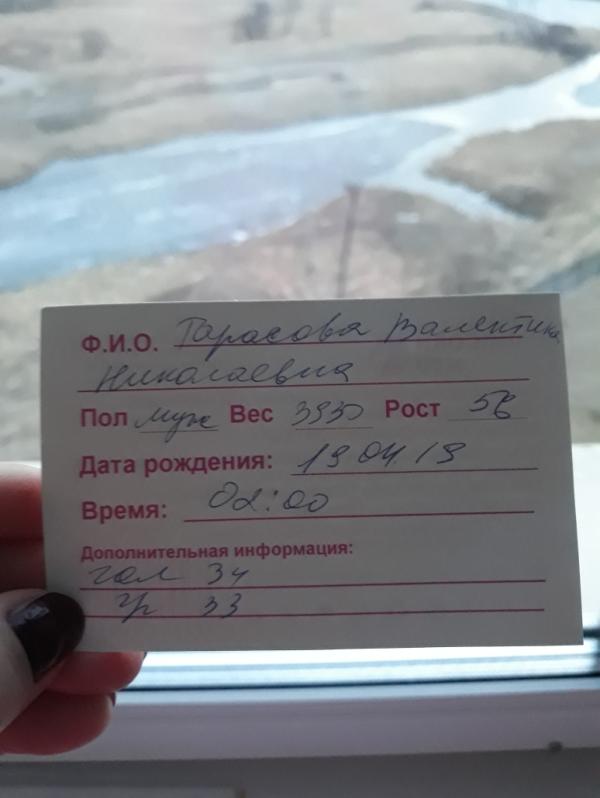 Ф.И.О. Тарасова Валентина
Николаевна
Пол муж Вес 3930 Рост 56
Дата рождения: 19.04.19
Время: 02:00
Дополнительная информация:
гол 34
гр 33